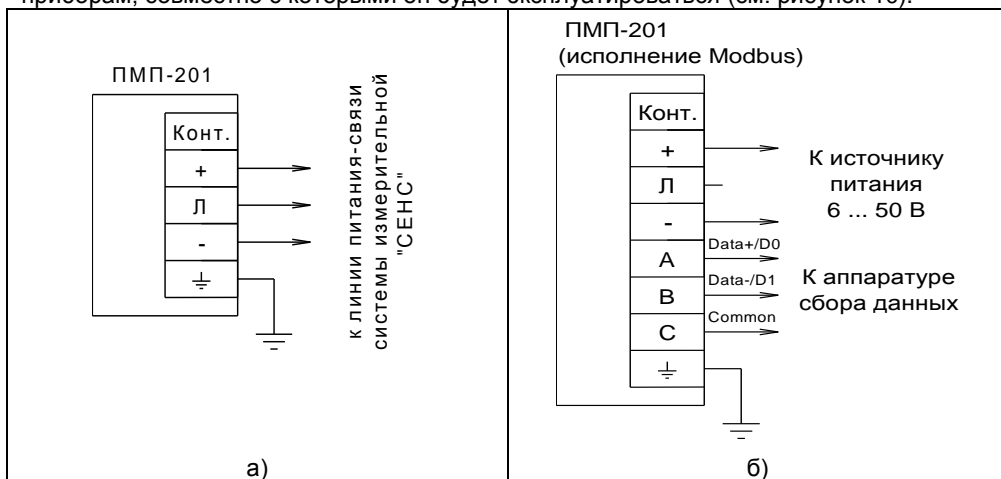 приборам, совместно с которыми он будет эксплуатироваться (см. рисунок 10).
ПМП-201
Конт.
+
Л
-
к линии питания-связи
системы измерительной
"СЕНС"
а)
ПМП-201
(исполнение Modbus)
Конт.
+
Л
-
A
B
C
Data+/D0
Data-/D1
Common
К источнику
питания
6 ... 50 В
К аппаратуре
сбора данных
б)